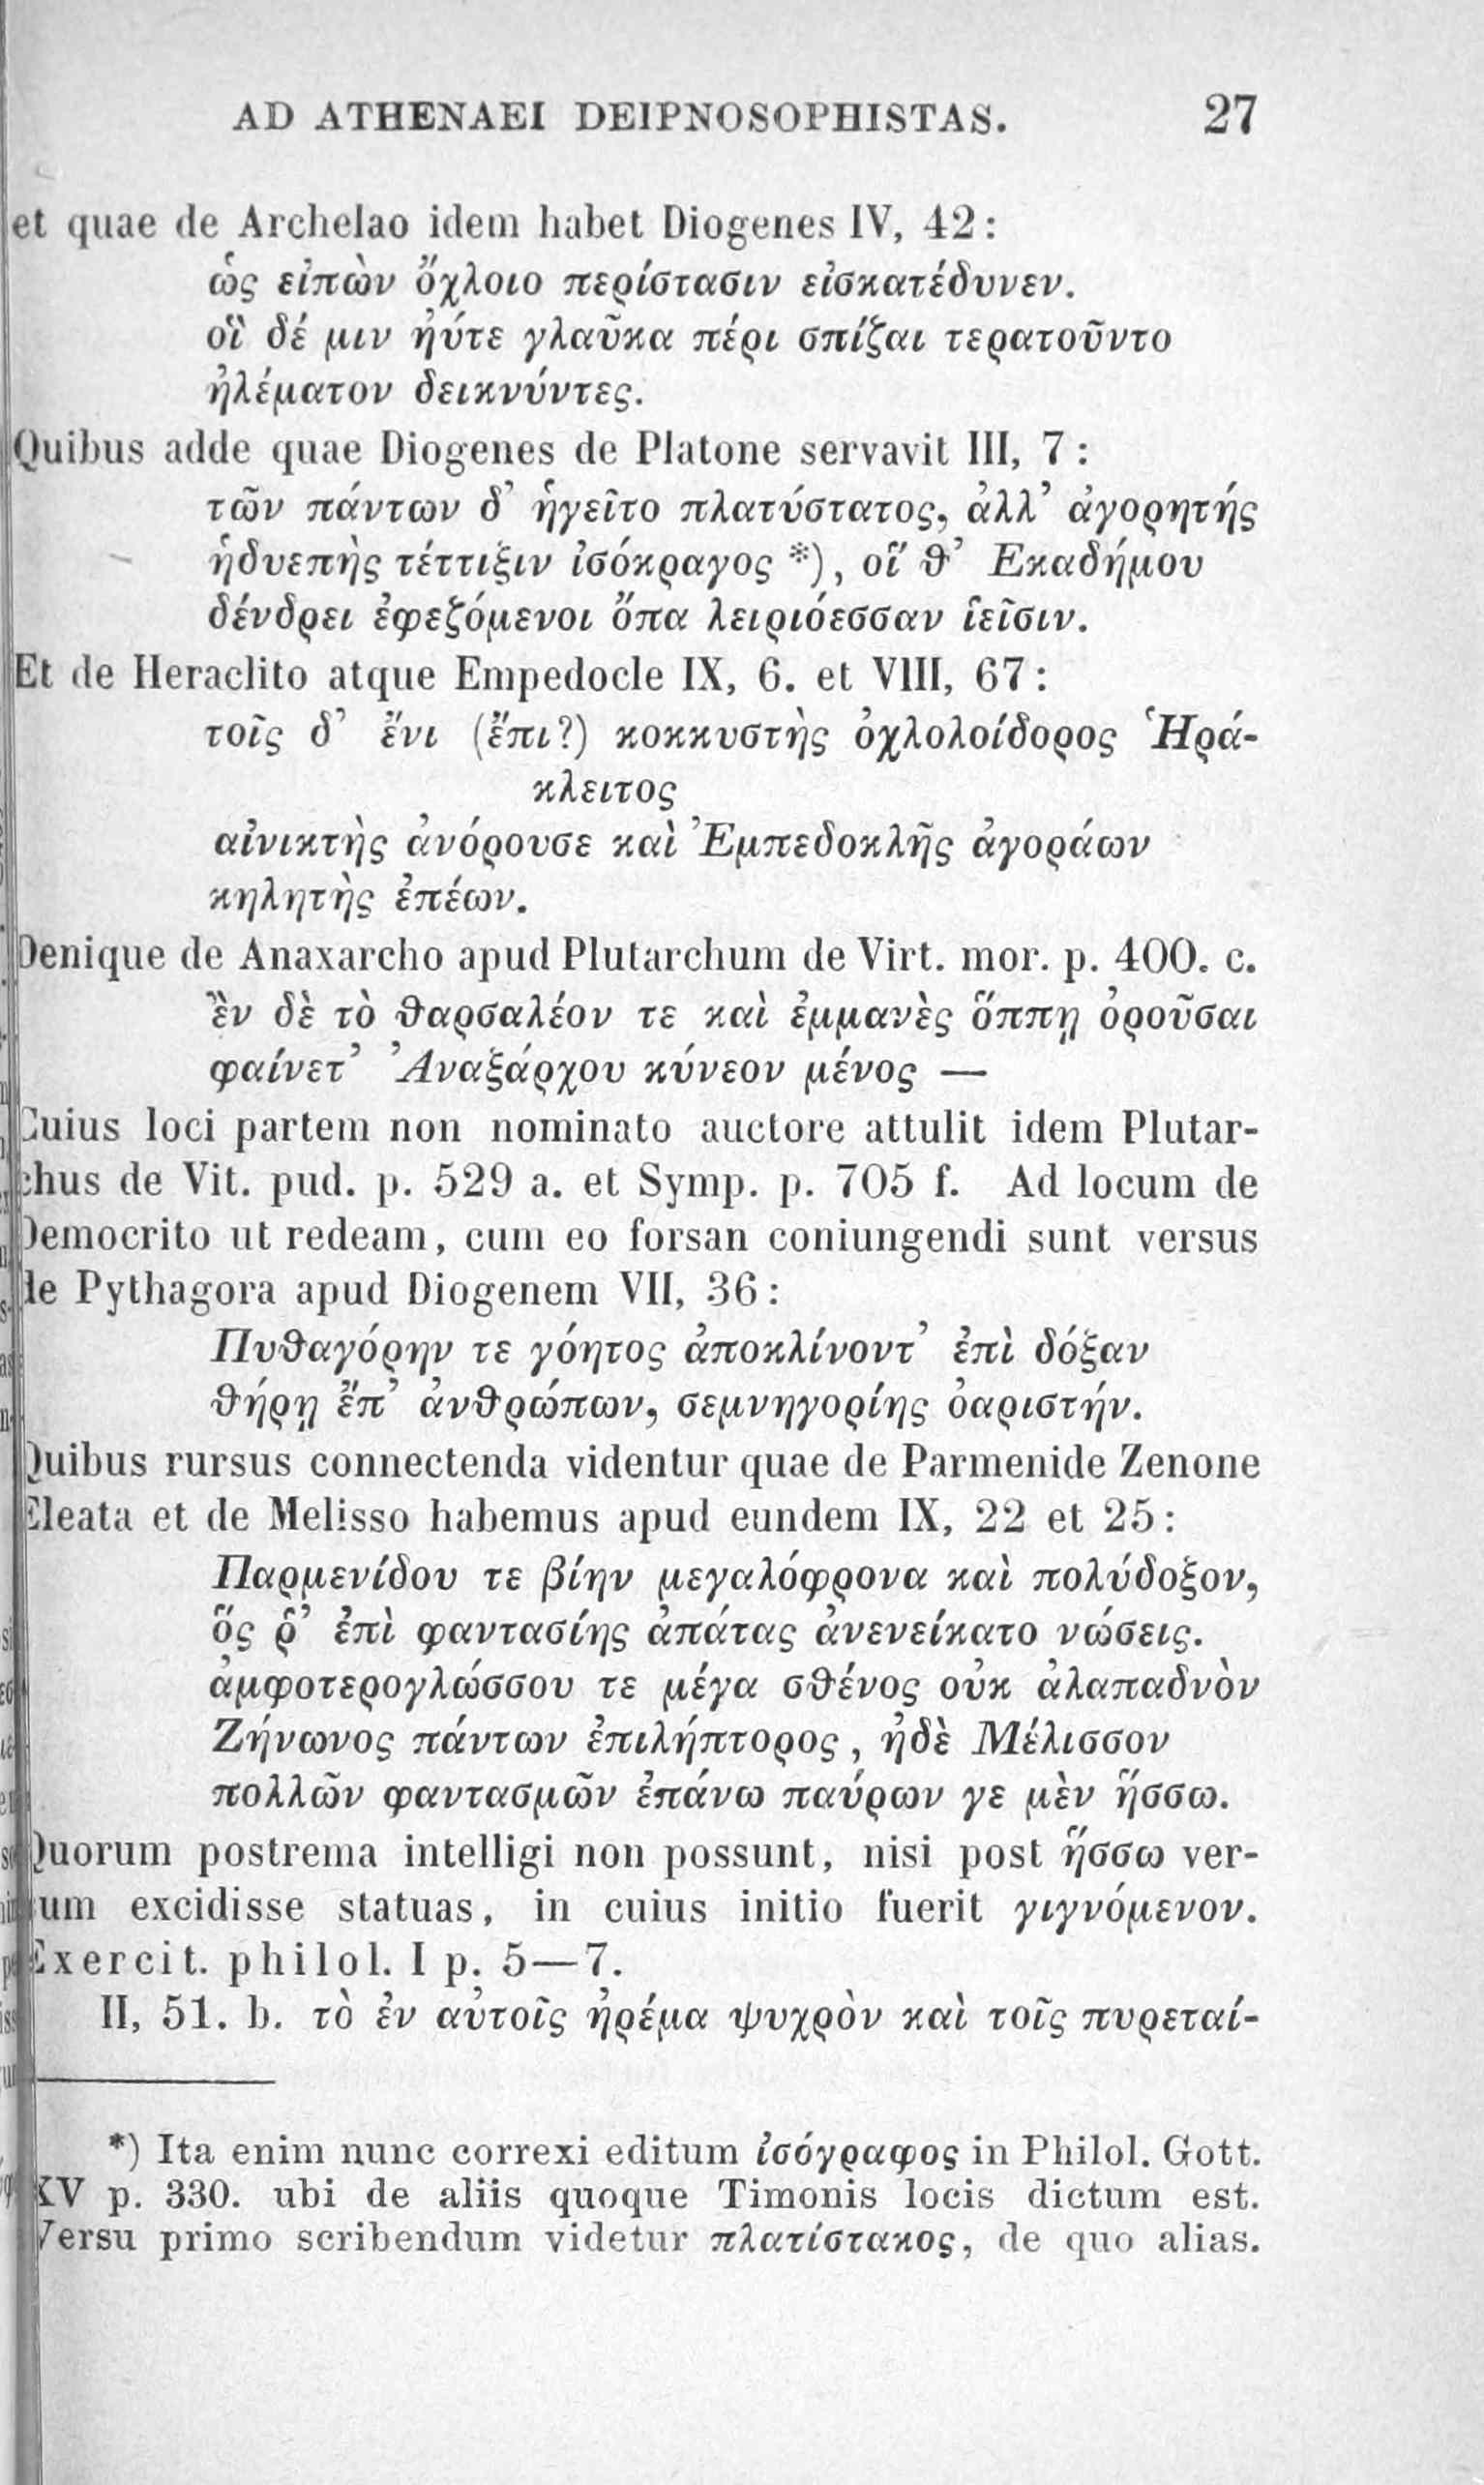 AD ATHENAEI DEIPNOSOPHISTAS. 27
et quae de Archelao idem habet Diogenes IV, 42:
ὡς εἰπὼν ὄχλοιο περίστασιν εἰσκατέδυνεν.
οἳ δέ μιν ἠύτε γλαῦκα πέρι σπίζαι τερατοῦντο
ἠλέματον δεικνύντες.
Quibus adde quae Diogenes de Platone servavit III, 7:
τῶν πάντων δ’ ἡγεῖτο πλατύστατος, ἀλλ’ ἀγορητής
ἡδυεπὴς τέττιξιν ἰσόκραγος *), οἵ θ’ Εκαδήμου
δένδρει ἐφεζόμενοι ὄπα λειριόεσσαν ἱεῖσιν.
Et de Heraclito atque Empedocle IX, 6. et VIII, 67:
τοῖς δ’ ἔνι (ἔπι?) κοκκυστὴς ὀχλολοίδορος Ἡρά-
κλειτος
αἰνικτὴς ἀνόρουσε καὶ Ἐμπεδοκλῆς ἀγοράων
κηλητὴς ἐπέων.
Denique de Anaxarcho apud Plutarchum de Virt. mor. p. 400. c.
ἒν δὲ τὸ θαρσαλέον τε καὶ ἐμμανὲς ὅππη ὀροῦσαι
φαίνετ’ Ἀναξάρχου κύνεον μένος —
Cuius loci partem non nominato auctore attulit idem Plutar-
chus de Vit. pud. p. 529 a. et Symp. p. 705 f. Ad locum de
Democrito ut redeam, cum eo forsan coniungendi sunt versus
de Pythagora apud Diogenem VII, 36:
Πυθαγόρην τε γόητος ἀποκλίνοντ’ ἐπὶ δόξαν
θήρῃ ἔπ’ ἀνθρώπων, σεμνηγορίης ὀαριστήν.
Quibus rursus connectenda videntur quae de Parmenide Zenone
Eleata et de Melisso habemus apud eundem IX, 22 et 25:
Παρμενίδου τε βίην μεγαλόφρονα καὶ πολύδοξον,
ὅς ῥ’ ἐπὶ φαντασίης ἀπάτας ἀνενείκατο νώσεις.
ἀμφοτερογλώσσου τε μέγα σθένος οὐκ ἀλαπαδνὸν
Ζήνωνος πάντων ἐπιλήπτορος, ἠδὲ Μέλισσον
πολλῶν φαντασμῶν ἐπάνω παύρων γε μὲν ἥσσω.
Quorum postrema intelligi non possunt, nisi post ἥσσω ver-
sum excidisse statuas, in cuius initio fuerit γιγνόμενον.
Exercit. philol. I p. 5—7.
II, 51. b. τὸ ἐν αὐτοῖς ἠρέμα ψυχρὸν καὶ τοῖς πυρεταί-
*) Ita enim nunc correxi editum ἰσόγραφος in Philol. Gott.
XV p. 330. ubi de aliis quoque Timonis locis dictum est.
Versu primo scribendum videtur πλατίστακος, de quo alias.